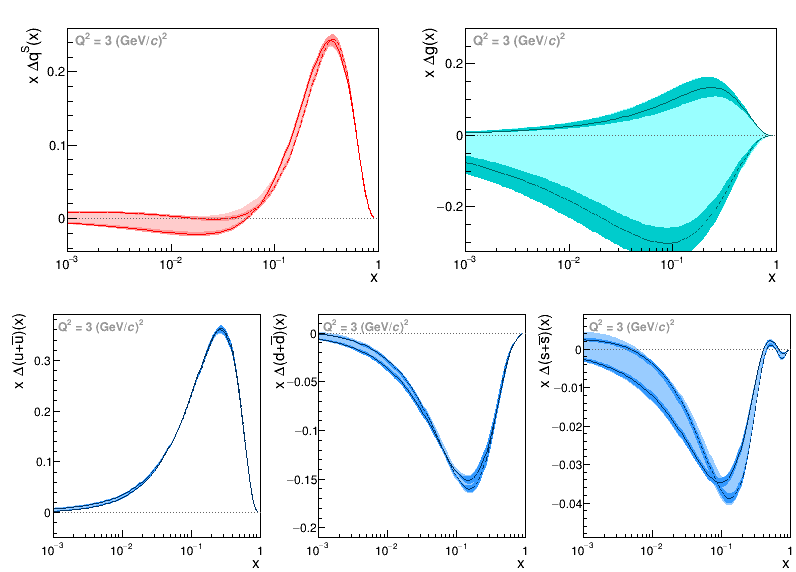 x Δq^S(x)
Q² = 3 (GeV/c)²
0.2
0.1
0
10⁻³ 10⁻² 10⁻¹ 1
x
x Δg(x)
Q² = 3 (GeV/c)²
0.2
0
−0.2
10⁻³ 10⁻² 10⁻¹ 1
x
x Δ(u+u̅)(x)
Q² = 3 (GeV/c)²
0.3
0.2
0.1
0
10⁻³ 10⁻² 10⁻¹ 1
x
x Δ(d+d̅)(x)
Q² = 3 (GeV/c)²
0
−0.05
−0.1
−0.15
−0.2
10⁻³ 10⁻² 10⁻¹ 1
x
x Δ(s+s̅)(x)
Q² = 3 (GeV/c)²
0
−0.01
−0.02
−0.03
−0.04
10⁻³ 10⁻² 10⁻¹ 1
x